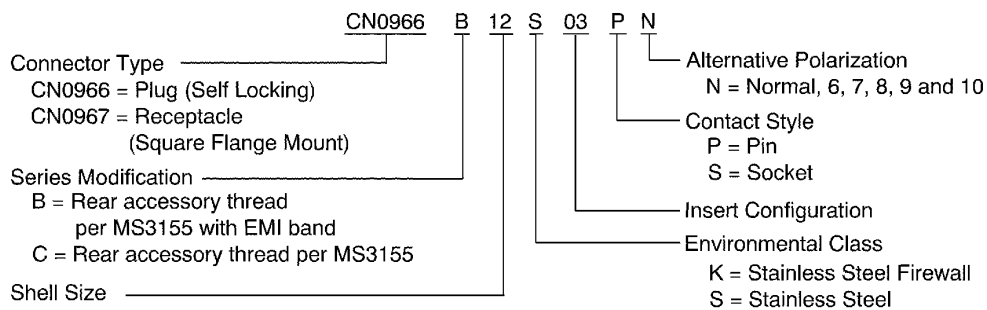 CN0966 B 12 S 03 P N
Connector Type
CN0966 = Plug (Self Locking)
CN0967 = Receptacle
(Square Flange Mount)
Series Modification
B = Rear accessory thread
per MS3155 with EMI band
C = Rear accessory thread per MS3155
Shell Size
Alternative Polarization
N = Normal, 6, 7, 8, 9 and 10
Contact Style
P = Pin
S = Socket
Insert Configuration
Environmental Class
K = Stainless Steel Firewall
S = Stainless Steel